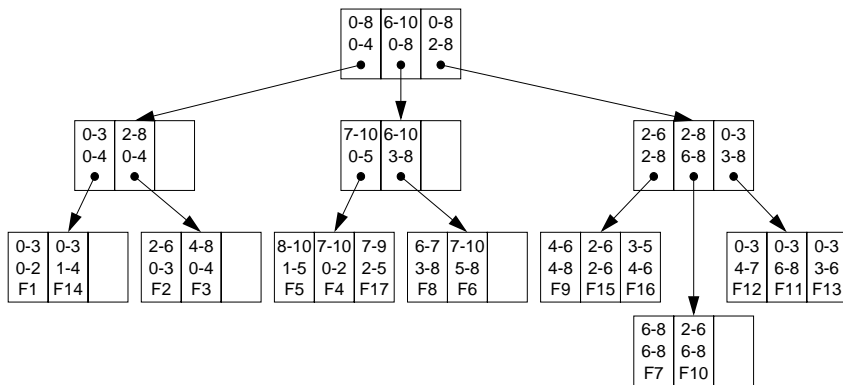 0-8 6-10 0-8
0-4 0-8 2-8
0-3 2-8
0-4 0-4
7-10 6-10
0-5 3-8
2-6 2-8 0-3
2-8 6-8 3-8
0-3 0-3
0-2 1-4
F1 F14
2-6 4-8
0-3 0-4
F2 F3
8-10 7-10 7-9
1-5 0-2 2-5
F5 F4 F17
6-7 7-10
3-8 5-8
F8 F6
4-6 2-6 3-5
4-8 2-6 4-6
F9 F15 F16
0-3 0-3 0-3
4-7 6-8 3-6
F12 F11 F13
6-8 2-6
6-8 6-8
F7 F10